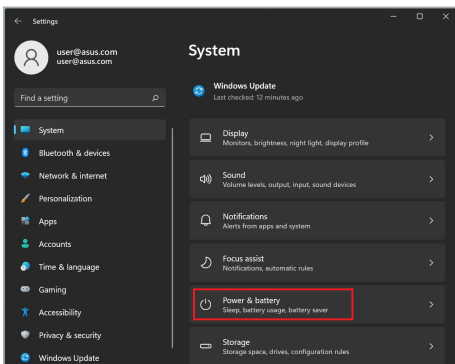 Settings
user@asus.com
user@asus.com
Find a setting
System
Bluetooth & devices
Network & internet
Personalization
Apps
Accounts
Time & language
Gaming
Accessibility
Privacy & security
Windows Update
System
Windows Update
Last checked: 12 minutes ago
Display
Monitors, brightness, night light, display profile
Sound
Volume levels, output, input, sound devices
Notifications
Alerts from apps and system
Focus assist
Notifications, automatic rules
Power & battery
Sleep, battery usage, battery saver
Storage
Storage space, drives, configuration rules